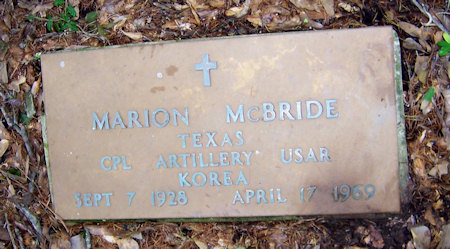 MARION McBRIDE
TEXAS
CPL ARTILLERY USAR
KOREA
SEPT 7 1928 APRIL 17 1969